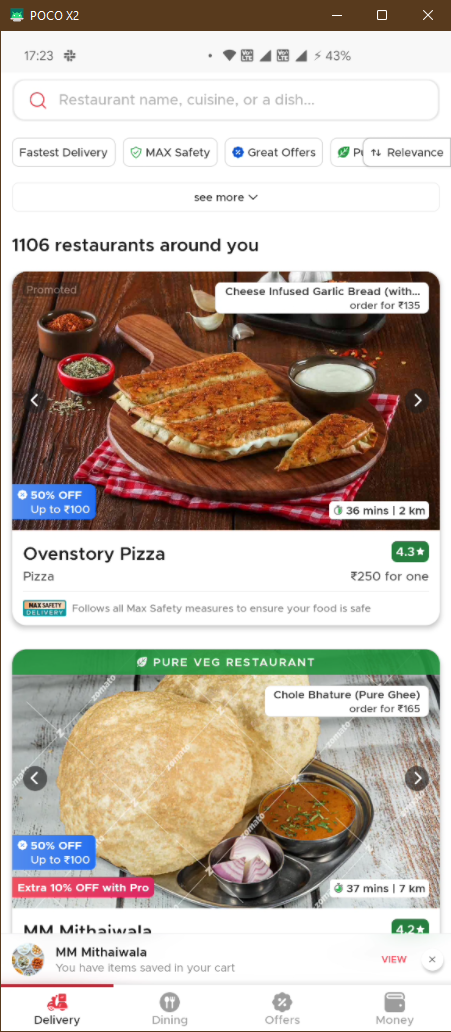 POCO X2
17:23
43%
Restaurant name, cuisine, or a dish...
Fastest Delivery
MAX Safety
Great Offers
Relevance
see more
1106 restaurants around you
Promoted
Cheese Infused Garlic Bread (with...
order for ₹135
50% OFF
Up to ₹100
36 mins | 2 km
Ovenstory Pizza
4.3★
Pizza
₹250 for one
MAX SAFETY
DELIVERY
Follows all Max Safety measures to ensure your food is safe
PURE VEG RESTAURANT
Chole Bhature (Pure Ghee)
order for ₹165
zomato
zomato
zomato
zomato
50% OFF
Up to ₹100
Extra 10% OFF with Pro
37 mins | 7 km
MM Mithaiwala
4.2★
MM Mithaiwala
You have items saved in your cart
VIEW
Delivery
Dining
Offers
Money